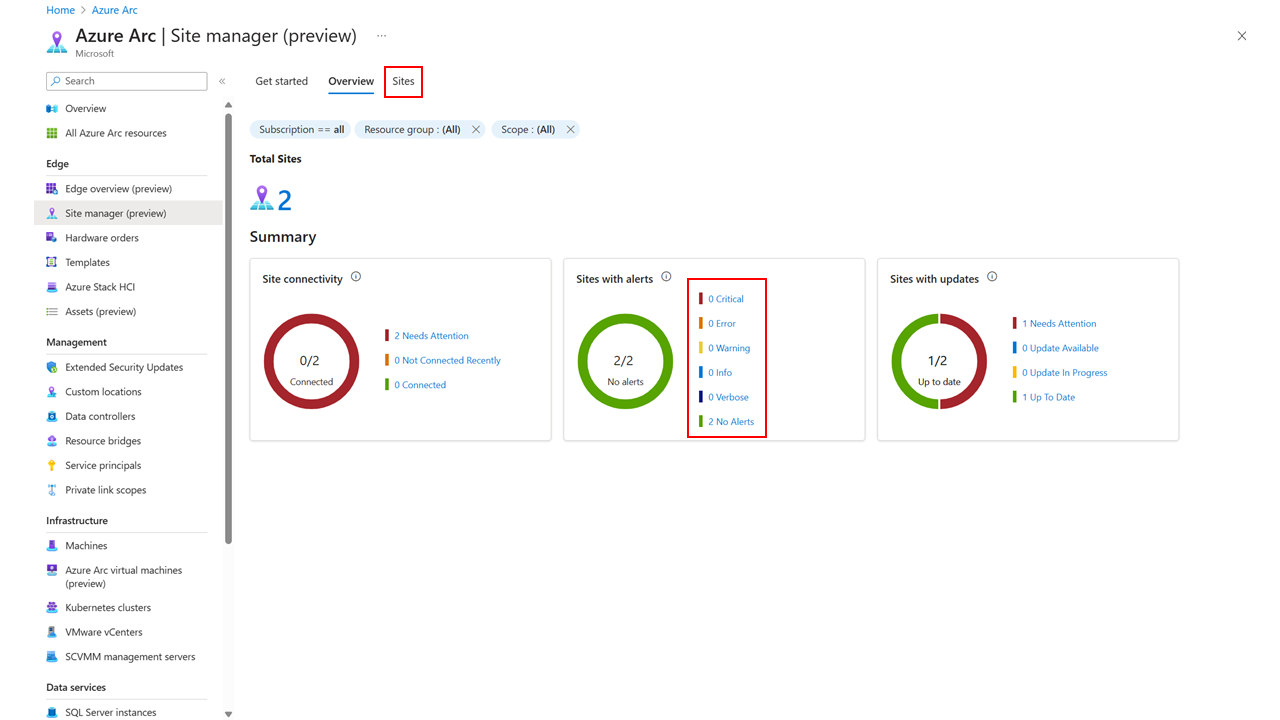 Home > Azure Arc
Azure Arc | Site manager (preview) ...
Microsoft
Search «
Overview
All Azure Arc resources
Edge
Edge overview (preview)
Site manager (preview)
Hardware orders
Templates
Azure Stack HCI
Assets (preview)
Management
Extended Security Updates
Custom locations
Data controllers
Resource bridges
Service principals
Private link scopes
Infrastructure
Machines
Azure Arc virtual machines
(preview)
Kubernetes clusters
VMware vCenters
SCVMM management servers
Data services
SQL Server instances
Get started Overview Sites
Subscription == all Resource group : (All) Scope : (All)
Total Sites
2
Summary
Site connectivity
0/2
Connected
2 Needs Attention
0 Not Connected Recently
0 Connected
Sites with alerts
2/2
No alerts
0 Critical
0 Error
0 Warning
0 Info
0 Verbose
2 No Alerts
Sites with updates
1/2
Up to date
1 Needs Attention
0 Update Available
0 Update In Progress
1 Up To Date